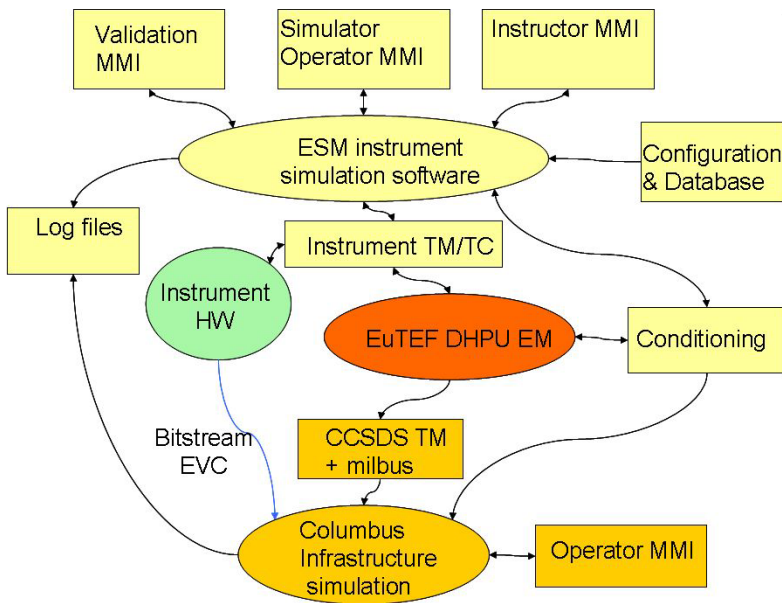 Validation
MMI
Simulator
Operator MMI
Instructor MMI
ESM instrument
simulation software
Configuration
& Database
Log files
Instrument TM/TC
Instrument
HW
EuTEF DHPU EM
Conditioning
Bitstream
EVC
CCSDS TM
+ milbus
Columbus
Infrastructure
simulation
Operator MMI